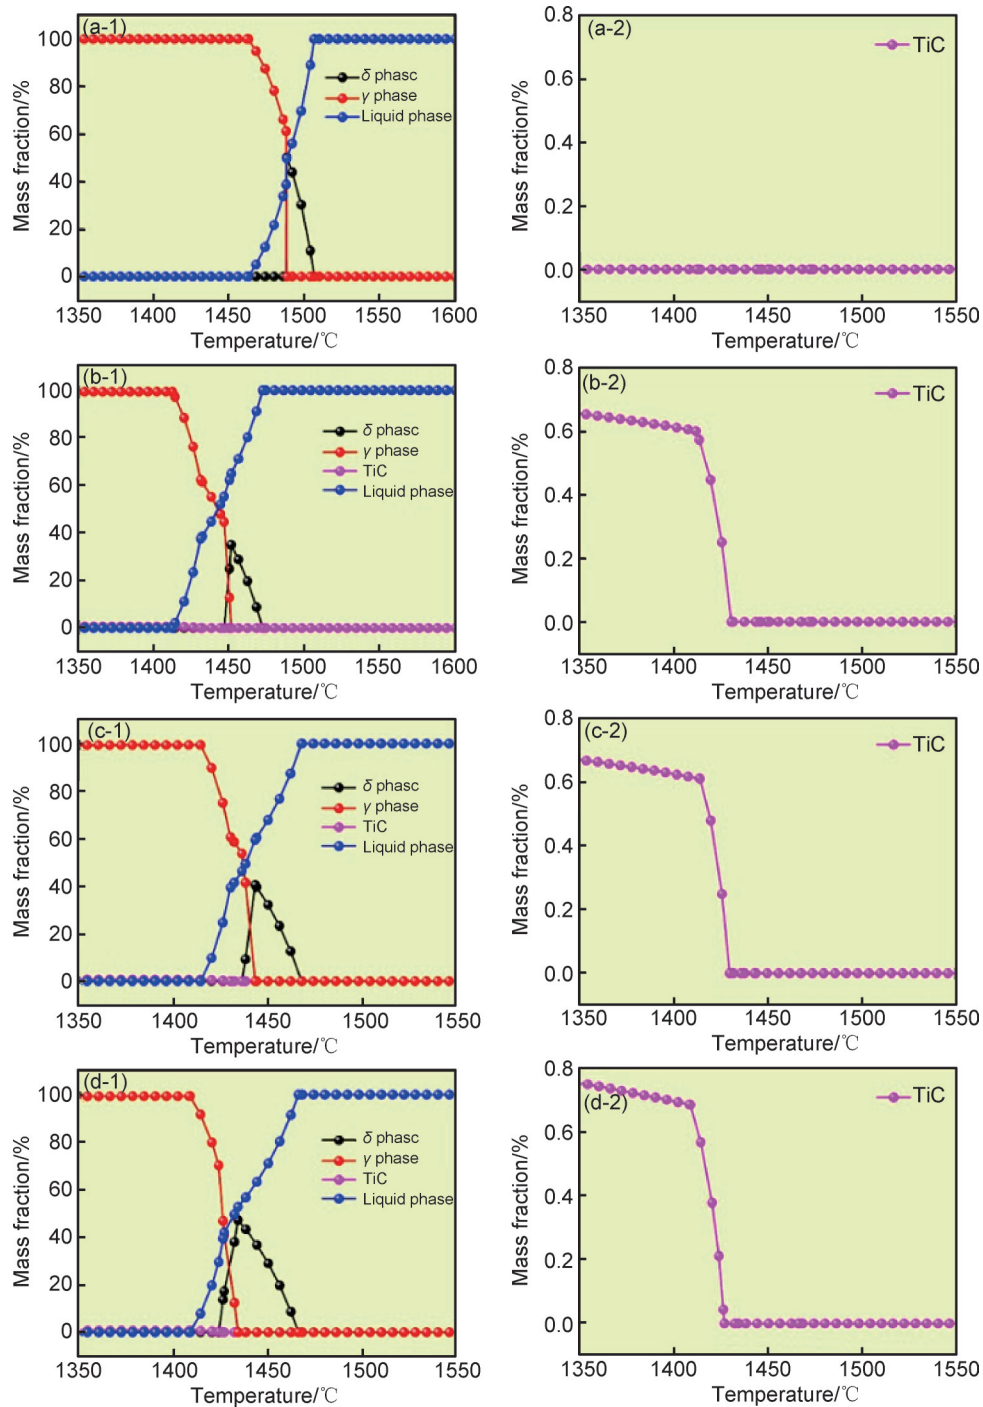 (a-1)
Mass fraction/%
100
80
60
40
20
0
δ phasc
γ phase
Liquid phase
1350 1400 1450 1500 1550 1600
Temperature/℃
(a-2)
Mass fraction/%
0.8
0.6
0.4
0.2
0.0
TiC
1350 1400 1450 1500 1550
Temperature/℃
(b-1)
Mass fraction/%
100
80
60
40
20
0
δ phasc
γ phase
TiC
Liquid phase
1350 1400 1450 1500 1550 1600
Temperature/℃
(b-2)
Mass fraction/%
0.8
0.6
0.4
0.2
0.0
TiC
1350 1400 1450 1500 1550
Temperature/℃
(c-1)
Mass fraction/%
100
80
60
40
20
0
δ phasc
γ phase
TiC
Liquid phase
1350 1400 1450 1500 1550
Temperature/℃
(c-2)
Mass fraction/%
0.8
0.6
0.4
0.2
0.0
TiC
1350 1400 1450 1500 1550
Temperature/℃
(d-1)
Mass fraction/%
100
80
60
40
20
0
δ phasc
γ phase
TiC
Liquid phase
1350 1400 1450 1500 1550
Temperature/℃
(d-2)
Mass fraction/%
0.8
0.6
0.4
0.2
0.0
TiC
1350 1400 1450 1500 1550
Temperature/℃